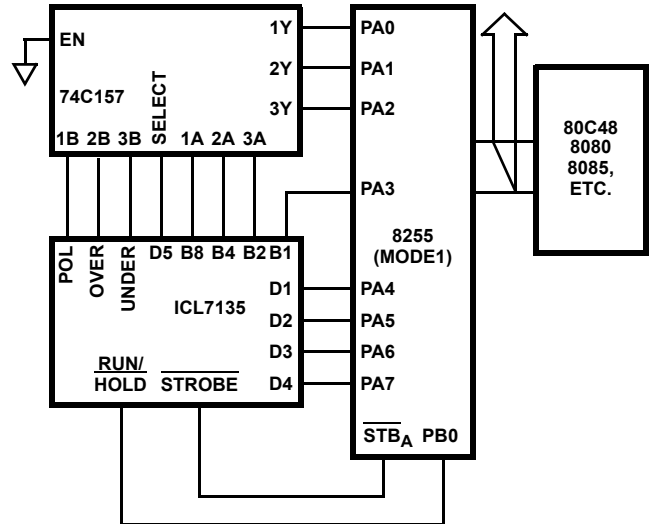 EN
74C157
SELECT
1Y
2Y
3Y
1B 2B 3B
1A 2A 3A
PA0
PA1
PA2
PA3
8255
(MODE1)
PA4
PA5
PA6
PA7
STBA PB0
80C48
8080
8085,
ETC.
POL
OVER
UNDER
D5 B8 B4 B2 B1
ICL7135
D1
D2
D3
D4
RUN/
HOLD STROBE